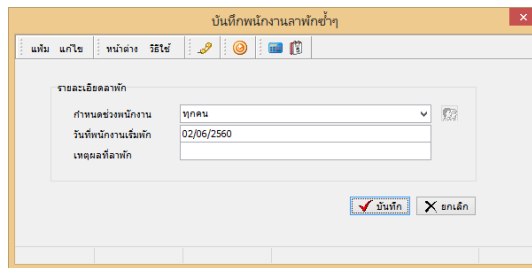 บันทึกพนักงานลาพักซ้ำๆ
แฟ้ม แก้ไข หน้าต่าง วิธีใช้
รายละเอียดลาพัก
กำหนดช่วงพนักงาน ทุกคน
วันที่พนักงานเริ่มพัก 02/06/2560
เหตุผลที่ลาพัก
บันทึก ยกเลิก